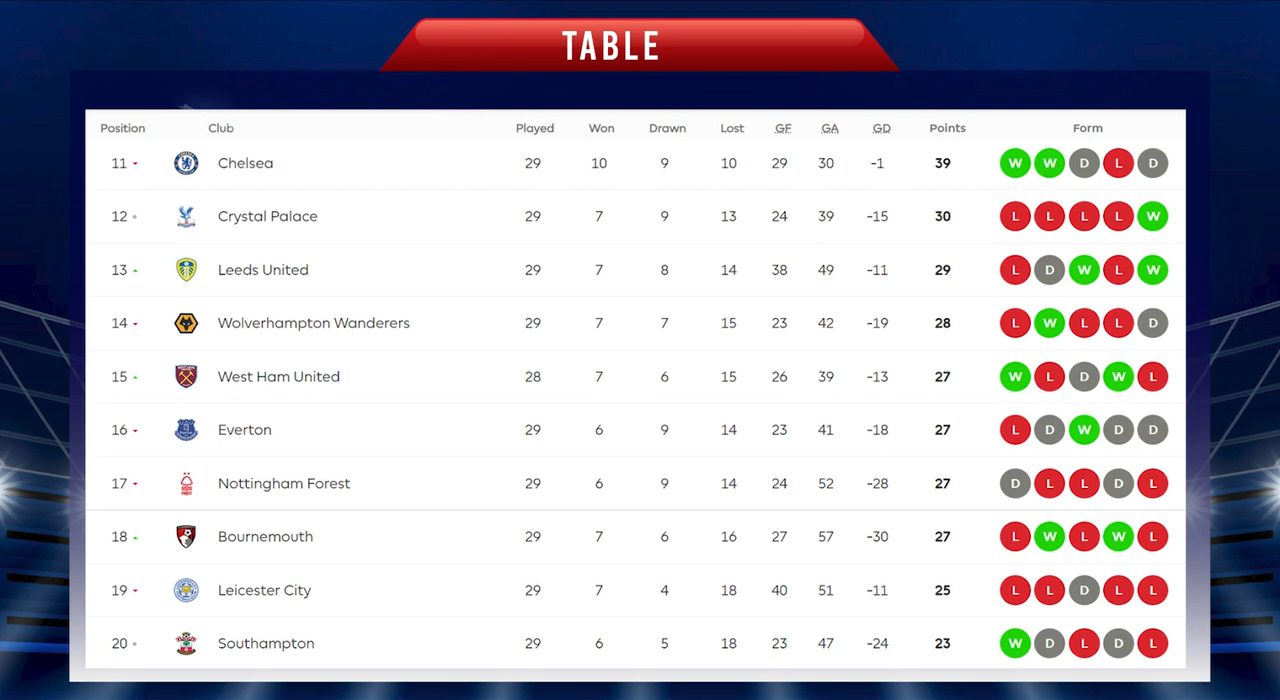 TABLE
Position Club Played Won Drawn Lost GF GA GD Points Form
11 Chelsea 29 10 9 10 29 30 -1 39 W W D L D
12 Crystal Palace 29 7 9 13 24 39 -15 30 L L L L W
13 Leeds United 29 7 8 14 38 49 -11 29 L D W L W
14 Wolverhampton Wanderers 29 7 7 15 23 42 -19 28 L W L L D
15 West Ham United 28 7 6 15 26 39 -13 27 W L D W L
16 Everton 29 6 9 14 23 41 -18 27 L D W D D
17 Nottingham Forest 29 6 9 14 24 52 -28 27 D L L D L
18 Bournemouth 29 7 6 16 27 57 -30 27 L W L W L
19 Leicester City 29 7 4 18 40 51 -11 25 L L D L L
20 Southampton 29 6 5 18 23 47 -24 23 W D L D L